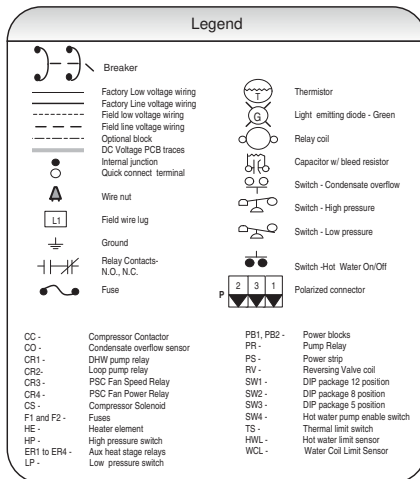 Legend
Breaker
Factory Low voltage wiring
Factory Line voltage wiring
Field low voltage wiring
Field line voltage wiring
Optional block
DC Voltage PCB traces
Internal junction
Quick connect terminal
Wire nut
L1 Field wire lug
Ground
Relay Contacts-
N.O., N.C.
Fuse
T Thermistor
G Light emitting diode - Green
Relay coil
Capacitor w/ bleed resistor
Switch - Condensate overflow
Switch - High pressure
Switch - Low pressure
Switch -Hot Water On/Off
P 2 3 1 Polarized connector
CC - Compressor Contactor
CO - Condensate overflow sensor
CR1 - DHW pump relay
CR2- Loop pump relay
CR3 - PSC Fan Speed Relay
CR4 - PSC Fan Power Relay
CS - Compressor Solenoid
F1 and F2 - Fuses
HE - Heater element
HP - High pressure switch
ER1 to ER4 - Aux heat stage relays
LP - Low pressure switch
PB1, PB2 - Power blocks
PR - Pump Relay
PS - Power strip
RV - Reversing Valve coil
SW1 - DIP package 12 position
SW2 - DIP package 8 position
SW3 - DIP package 5 position
SW4 - Hot water pump enable switch
TS - Thermal limit switch
HWL - Hot water limit sensor
WCL - Water Coil Limit Sensor